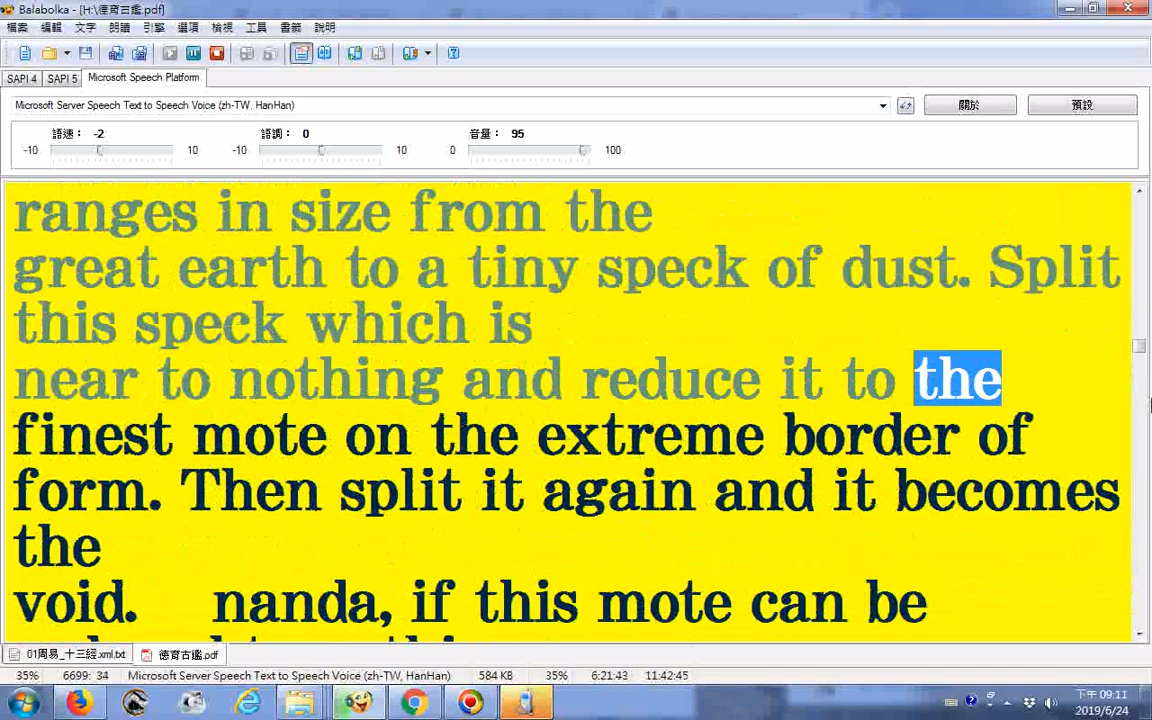 Balabolka - [H:\德育古鑑.pdf]
檔案 編輯 文字 朗讀 引擎 選項 檢視 工具 書籤 說明
SAPI 4 SAPI 5 Microsoft Speech Platform
Microsoft Server Speech Text to Speech Voice (zh-TW, HanHan) 關於 預設
語速： -2 語調： 0 音量： 95
-10 10 -10 10 0 100
ranges in size from the
great earth to a tiny speck of dust. Split
this speck which is
near to nothing and reduce it to the
finest mote on the extreme border of
form. Then split it again and it becomes
the
void. nanda, if this mote can be
01周易_十三經.xml.txt 德育古鑑.pdf
35% 6699: 34 Microsoft Server Speech Text to Speech Voice (zh-TW, HanHan) 584 KB 35% 6:21:43 11:42:45
下午 09:11
2019/6/24